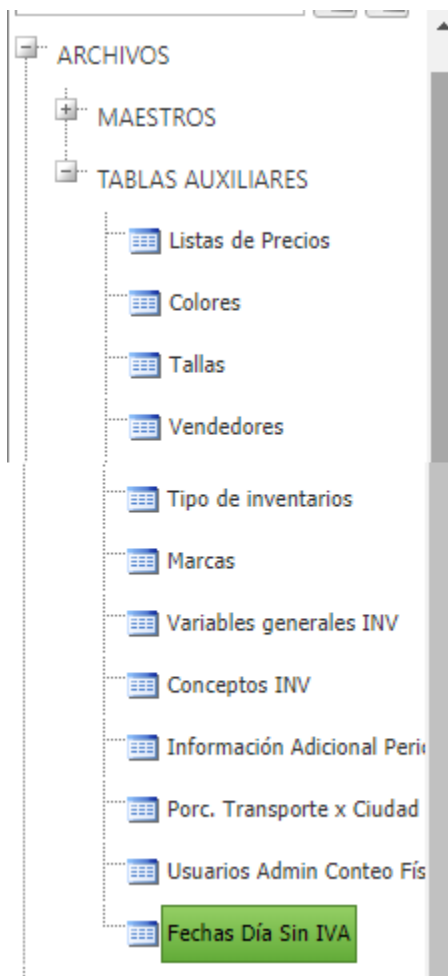 ARCHIVOS
MAESTROS
TABLAS AUXILIARES
Listas de Precios
Colores
Tallas
Vendedores
Tipo de inventarios
Marcas
Variables generales INV
Conceptos INV
Información Adicional
Porc. Transporte x Ciudad
Usuarios Admin Conteo
Fechas Día Sin IVA